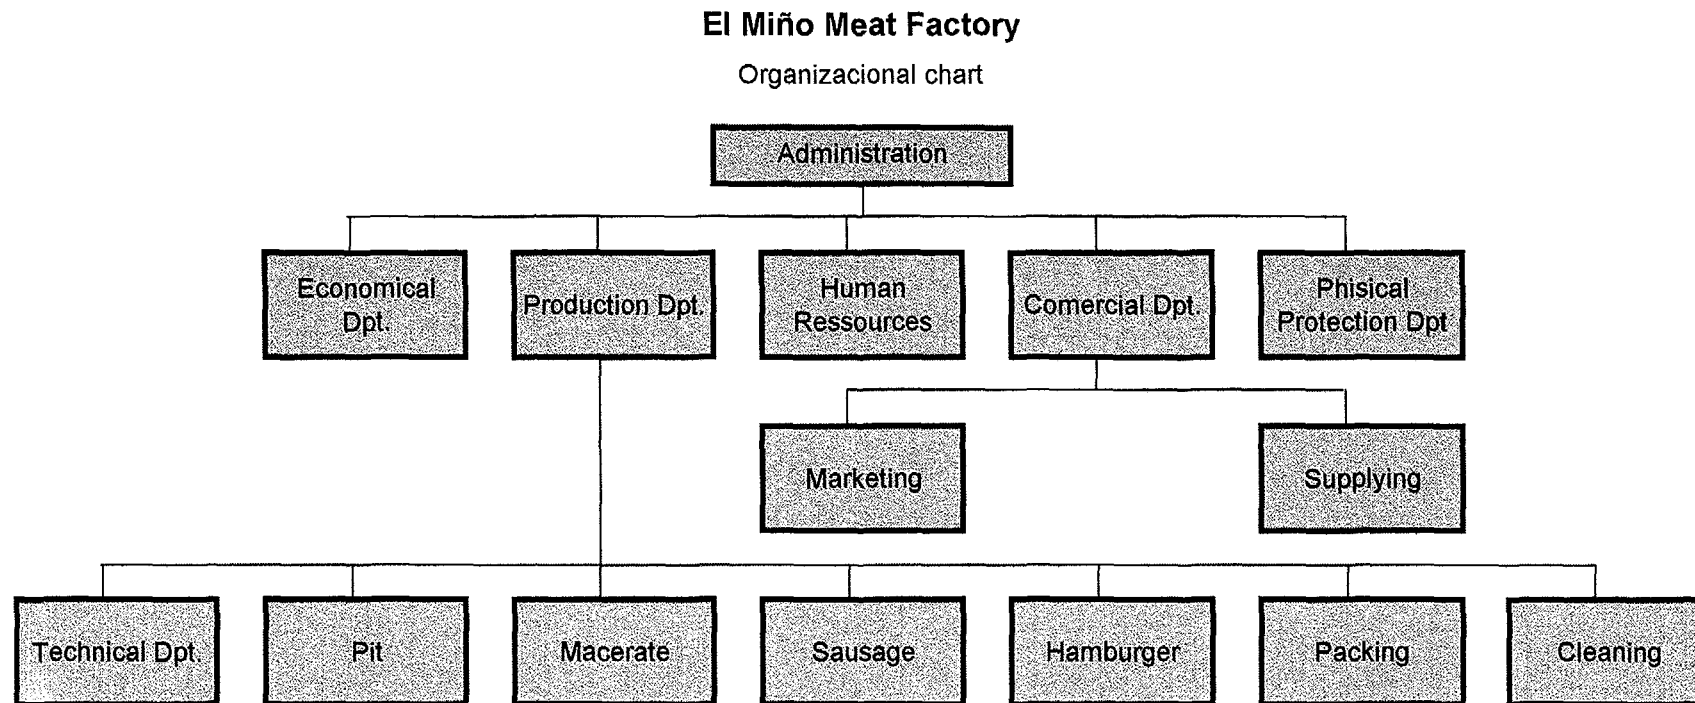 El Miño Meat Factory
Organizacional chart
Administration
Economical
Dpt.
Production Dpt.
Human
Ressources
Comercial Dpt.
Phisical
Protection Dpt
Marketing
Supplying
Technical Dpt.
Pit
Macerate
Sausage
Hamburger
Packing
Cleaning